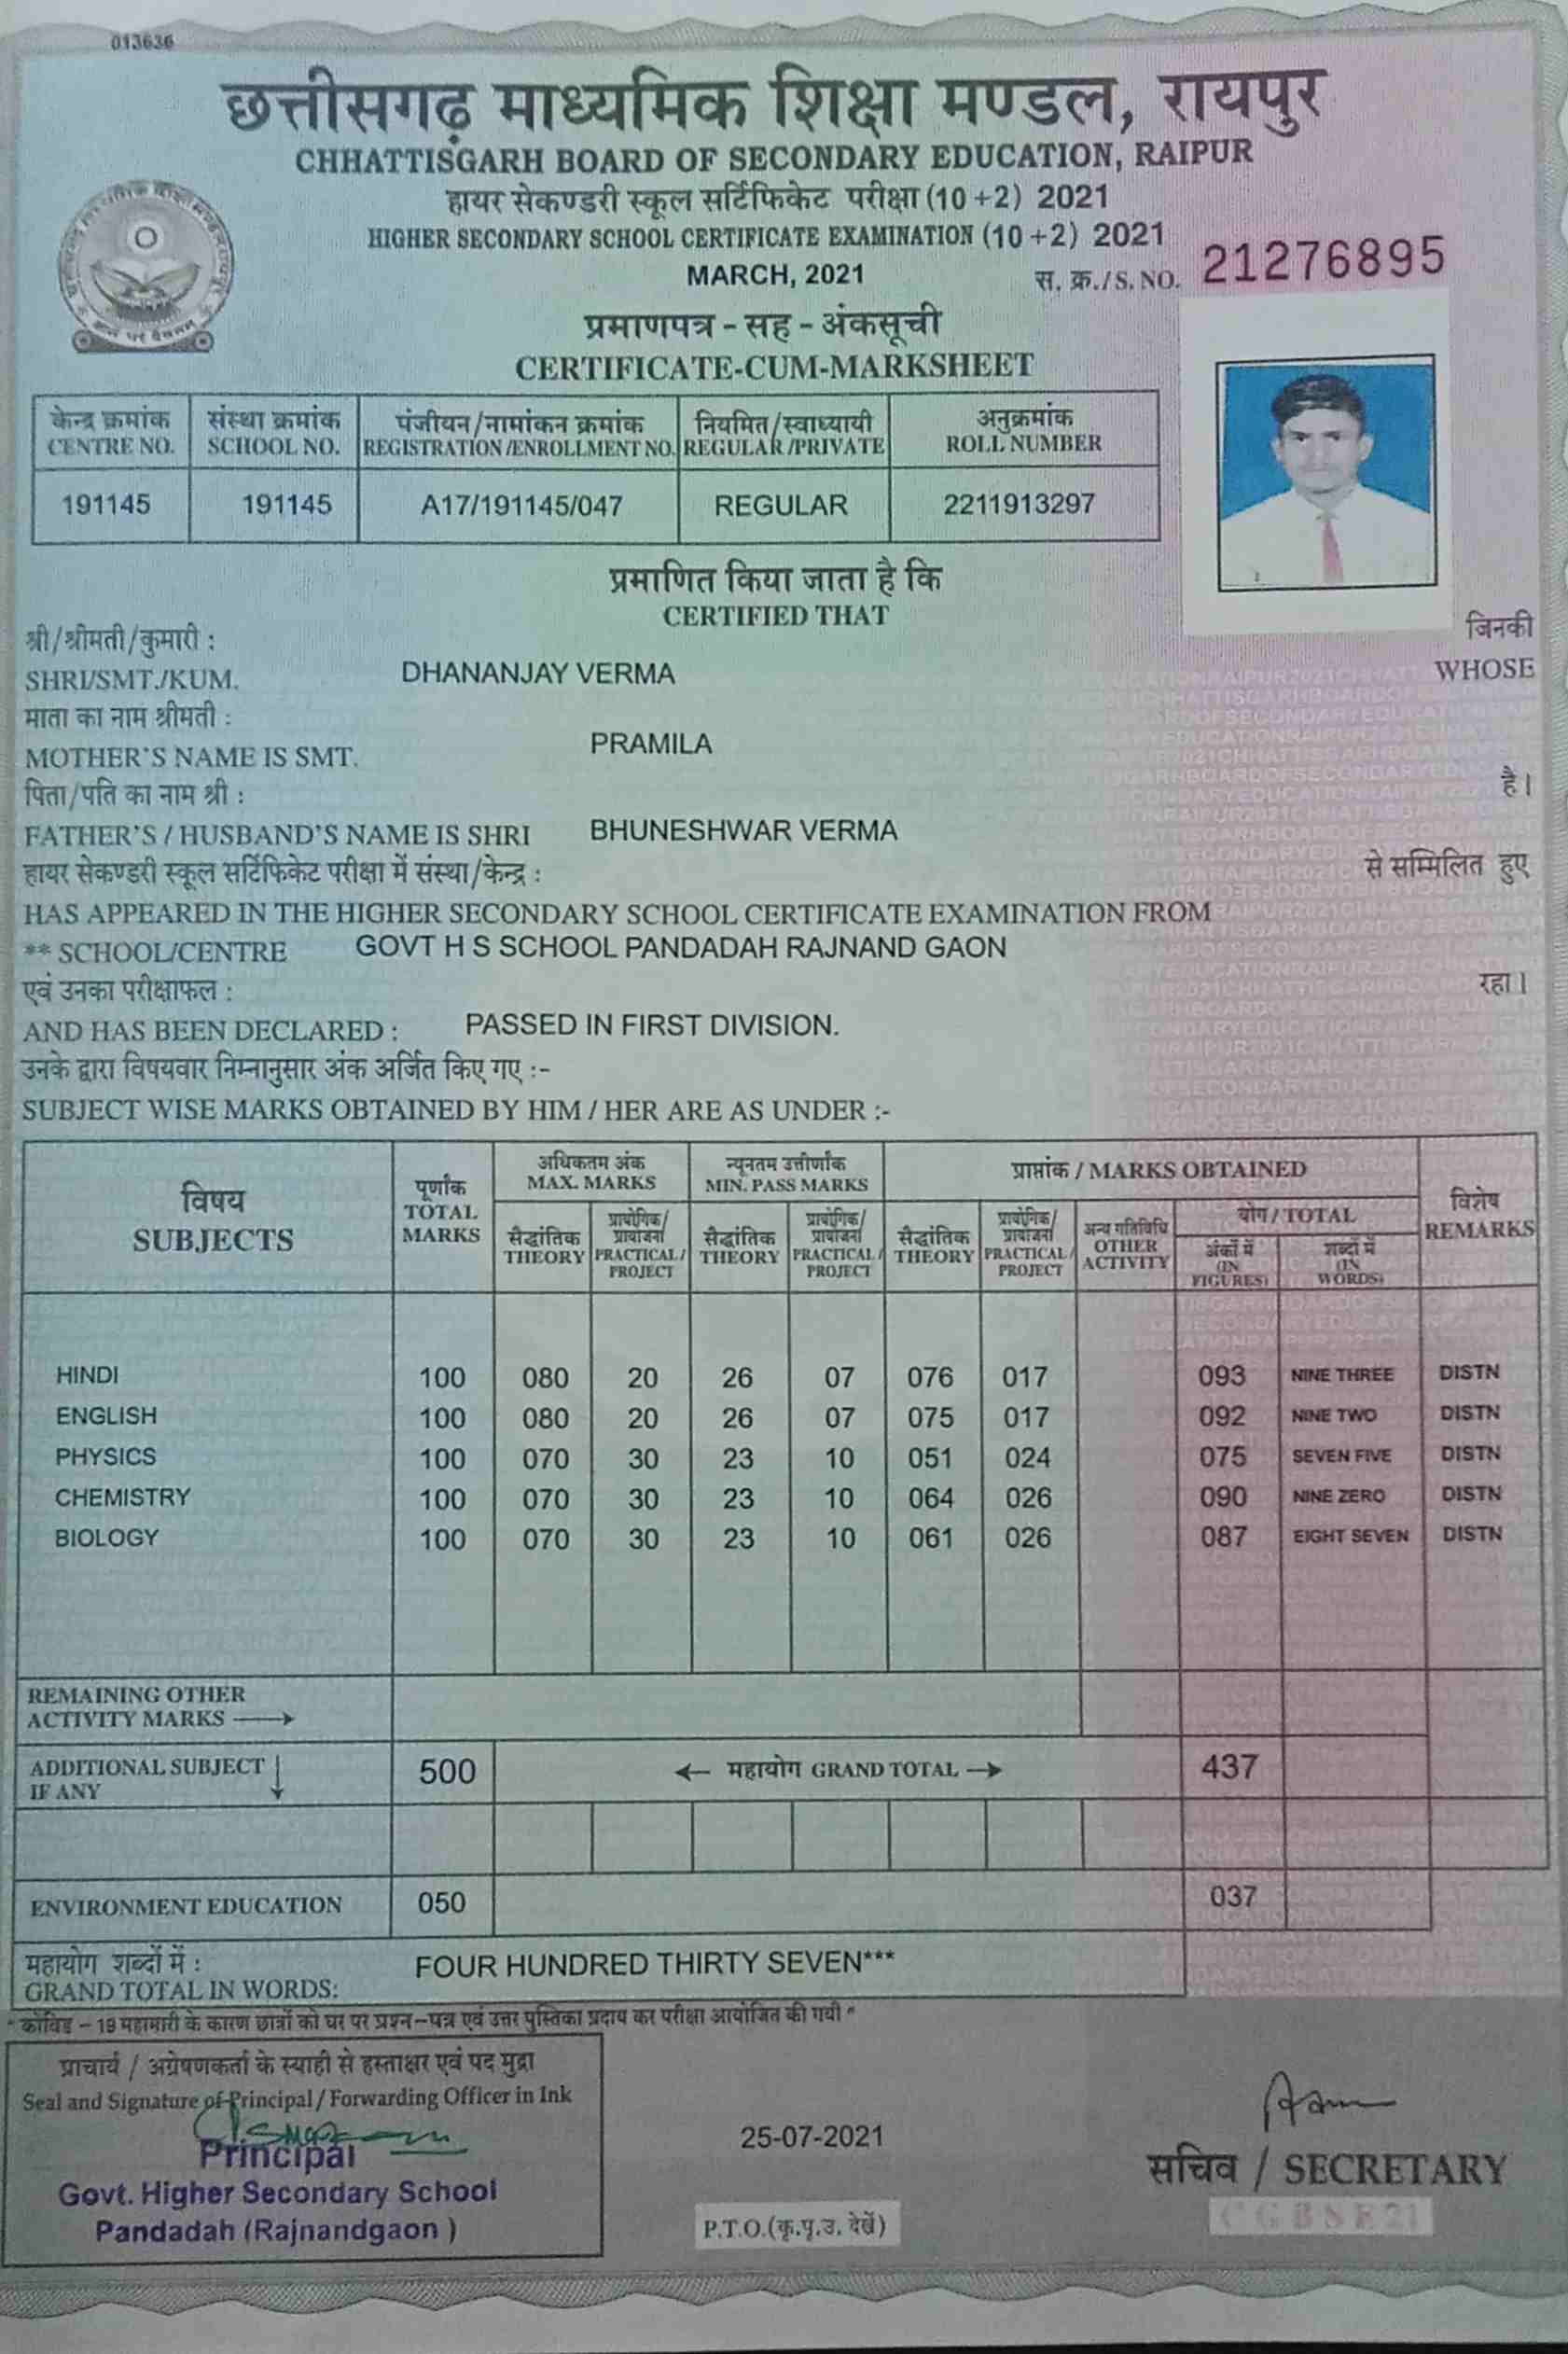 013636
छत्तीसगढ़ माध्यमिक शिक्षा मण्डल, रायपुर
CHHATTISGARH BOARD OF SECONDARY EDUCATION, RAIPUR
हायर सेकण्डरी स्कूल सर्टिफिकेट परीक्षा (10 +2) 2021
HIGHER SECONDARY SCHOOL CERTIFICATE EXAMINATION (10 +2) 2021
MARCH, 2021
स. क्र./S. NO. 21276895
प्रमाणपत्र - सह - अंकसूची
CERTIFICATE-CUM-MARKSHEET
केन्द्र क्रमांक संस्था क्रमांक पंजीयन/नामांकन क्रमांक नियमित/स्वाध्यायी अनुक्रमांक
CENTRE NO. SCHOOL NO. REGISTRATION/ENROLLMENT NO. REGULAR/PRIVATE ROLL NUMBER
191145 191145 A17/191145/047 REGULAR 2211913297
प्रमाणित किया जाता है कि
CERTIFIED THAT
श्री/श्रीमती/कुमारी : जिनकी
SHRI/SMT./KUM. DHANANJAY VERMA WHOSE
माता का नाम श्रीमती :
MOTHER'S NAME IS SMT. PRAMILA
पिता/पति का नाम श्री : है।
FATHER'S / HUSBAND'S NAME IS SHRI BHUNESHWAR VERMA
हायर सेकण्डरी स्कूल सर्टिफिकेट परीक्षा में संस्था/केन्द्र : से सम्मिलित हुए
HAS APPEARED IN THE HIGHER SECONDARY SCHOOL CERTIFICATE EXAMINATION FROM
** SCHOOL/CENTRE GOVT H S SCHOOL PANDADAH RAJNAND GAON
एवं उनका परीक्षाफल : रहा।
AND HAS BEEN DECLARED : PASSED IN FIRST DIVISION.
उनके द्वारा विषयवार निम्नानुसार अंक अर्जित किए गए :-
SUBJECT WISE MARKS OBTAINED BY HIM / HER ARE AS UNDER :-
विषय पूर्णांक अधिकतम अंक न्यूनतम उत्तीर्णांक प्राप्तांक / MARKS OBTAINED विशेष
SUBJECTS TOTAL MARKS MAX. MARKS MIN. PASS MARKS REMARKS
सैद्धांतिक प्रायोगिक/प्रायोजना सैद्धांतिक प्रायोगिक/प्रायोजना सैद्धांतिक प्रायोगिक/प्रायोजना अन्य गतिविधि योग/TOTAL
THEORY PRACTICAL/PROJECT THEORY PRACTICAL/PROJECT THEORY PRACTICAL/PROJECT OTHER ACTIVITY अंकों में (IN FIGURES) शब्दों में (IN WORDS)
HINDI 100 080 20 26 07 076 017 093 NINE THREE DISTN
ENGLISH 100 080 20 26 07 075 017 092 NINE TWO DISTN
PHYSICS 100 070 30 23 10 051 024 075 SEVEN FIVE DISTN
CHEMISTRY 100 070 30 23 10 064 026 090 NINE ZERO DISTN
BIOLOGY 100 070 30 23 10 061 026 087 EIGHT SEVEN DISTN
REMAINING OTHER
ACTIVITY MARKS →
ADDITIONAL SUBJECT ↓ 500 ← महायोग GRAND TOTAL → 437
IF ANY
ENVIRONMENT EDUCATION 050 037
महायोग शब्दों में :
GRAND TOTAL IN WORDS: FOUR HUNDRED THIRTY SEVEN***
" कोविड – 19 महामारी के कारण छात्रों को घर पर प्रश्न–पत्र एवं उत्तर पुस्तिका प्रदाय कर परीक्षा आयोजित की गयी "
प्राचार्य / अग्रेषणकर्ता के स्याही से हस्ताक्षर एवं पद मुद्रा
Seal and Signature of Principal / Forwarding Officer in Ink
Principal
Govt. Higher Secondary School
Pandadah (Rajnandgaon )
25-07-2021
P.T.O.(कृ.पृ.उ. देखें)
सचिव / SECRETARY
CGBSE21